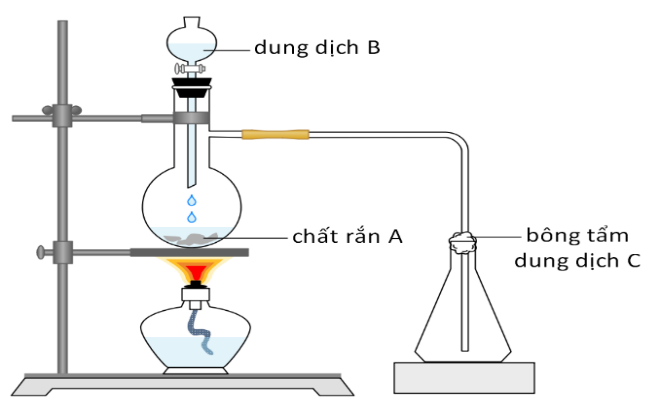 dung dịch B
chất rắn A
bông tẩm
dung dịch C